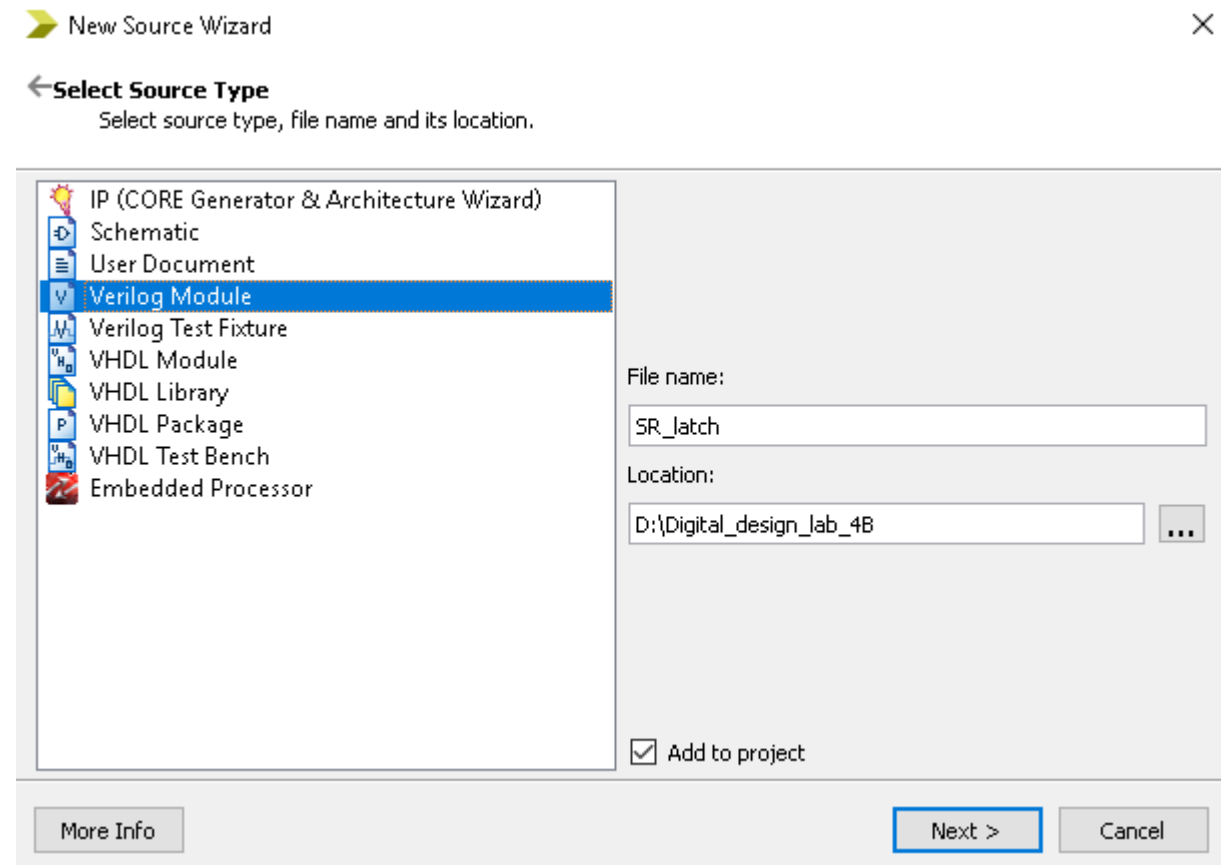 New Source Wizard
Select Source Type
Select source type, file name and its location.
IP (CORE Generator & Architecture Wizard)
Schematic
User Document
Verilog Module
Verilog Test Fixture
VHDL Module
VHDL Library
VHDL Package
VHDL Test Bench
Embedded Processor
File name:
SR_latch
Location:
D:\Digital_design_lab_4B
...
Add to project
More Info
Next >
Cancel